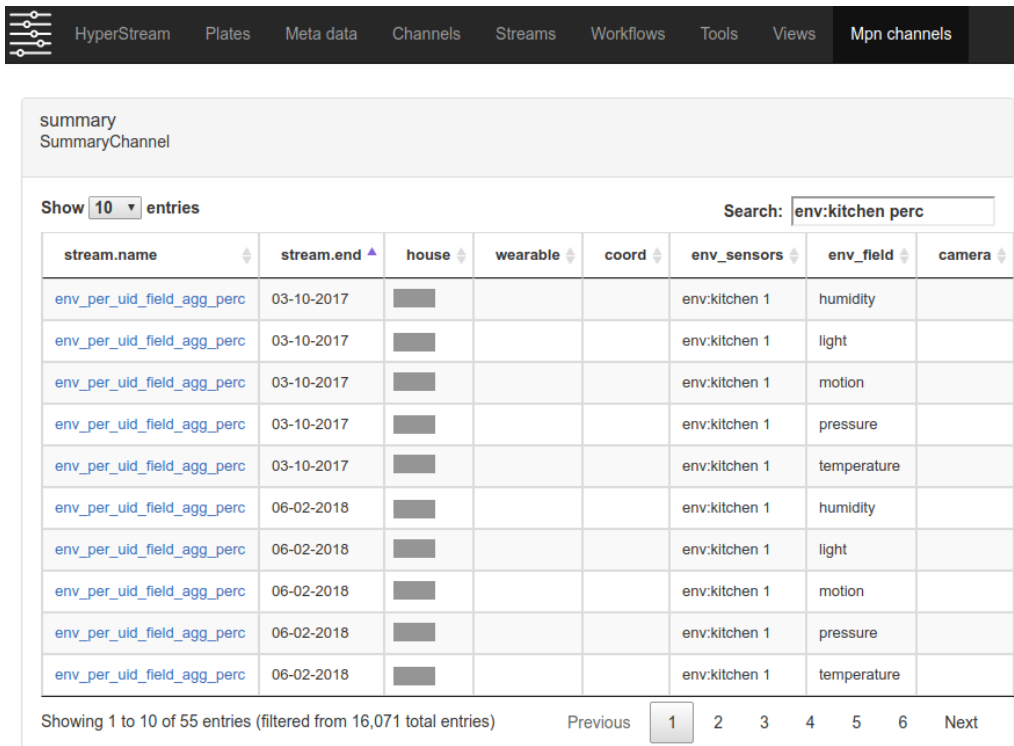 HyperStream Plates Meta data Channels Streams Workflows Tools Views Mpn channels
summary
SummaryChannel
Show 10 entries Search: env:kitchen perc
stream.name stream.end house wearable coord env_sensors env_field camera
env_per_uid_field_agg_perc 03-10-2017 env:kitchen 1 humidity
env_per_uid_field_agg_perc 03-10-2017 env:kitchen 1 light
env_per_uid_field_agg_perc 03-10-2017 env:kitchen 1 motion
env_per_uid_field_agg_perc 03-10-2017 env:kitchen 1 pressure
env_per_uid_field_agg_perc 03-10-2017 env:kitchen 1 temperature
env_per_uid_field_agg_perc 06-02-2018 env:kitchen 1 humidity
env_per_uid_field_agg_perc 06-02-2018 env:kitchen 1 light
env_per_uid_field_agg_perc 06-02-2018 env:kitchen 1 motion
env_per_uid_field_agg_perc 06-02-2018 env:kitchen 1 pressure
env_per_uid_field_agg_perc 06-02-2018 env:kitchen 1 temperature
Showing 1 to 10 of 55 entries (filtered from 16,071 total entries) Previous 1 2 3 4 5 6 Next